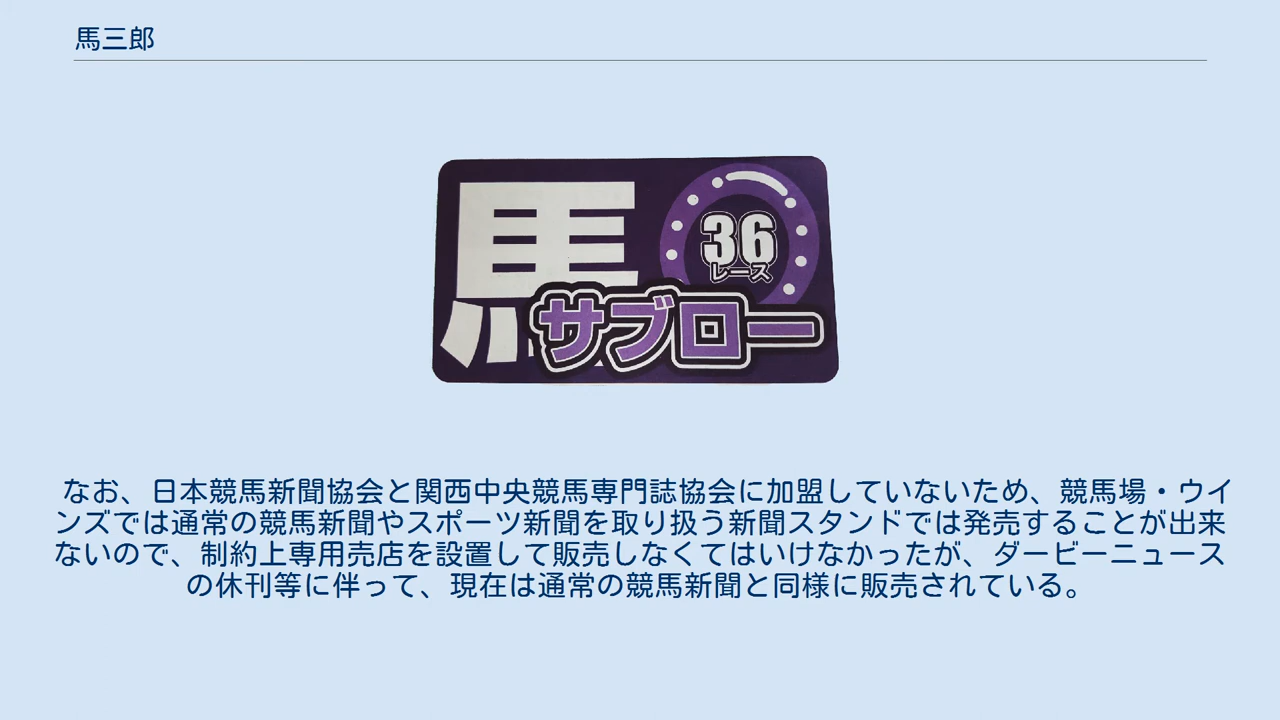 馬三郎
馬
36
レース
サブロー
なお、日本競馬新聞協会と関西中央競馬専門誌協会に加盟していないため、競馬場・ウイ
ンズでは通常の競馬新聞やスポーツ新聞を取り扱う新聞スタンドでは発売することが出来
ないので、制約上専用売店を設置して販売しなくてはいけなかったが、ダービーニュース
の休刊等に伴って、現在は通常の競馬新聞と同様に販売されている。